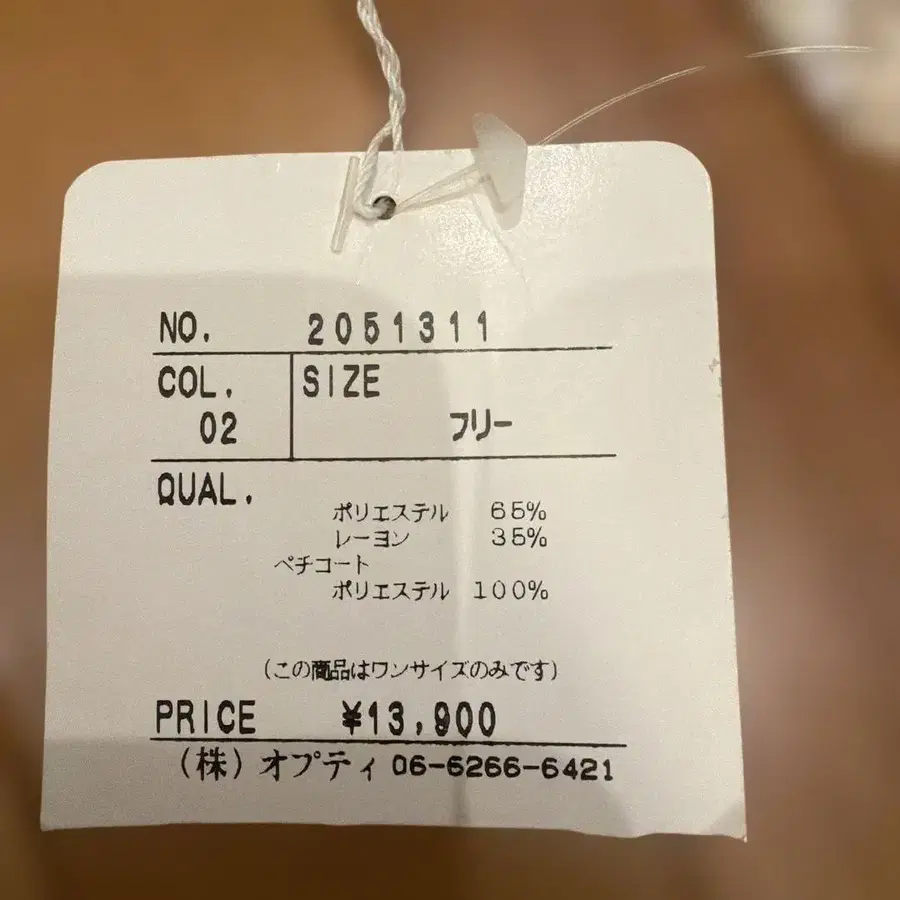 NO. 2051311
COL. SIZE
02 フリー
QUAL.
ポリエステル 65%
レーヨン 35%
ペチコート
ポリエステル 100%
(この商品はワンサイズのみです)
PRICE ¥13,900
(株)オプティ 06-6266-6421